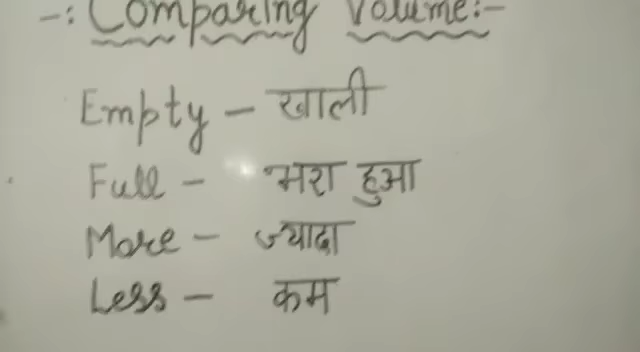 -: Comparing Volume:-
Empty - खाली
Full - भरा हुआ
More - ज्यादा
Less - कम